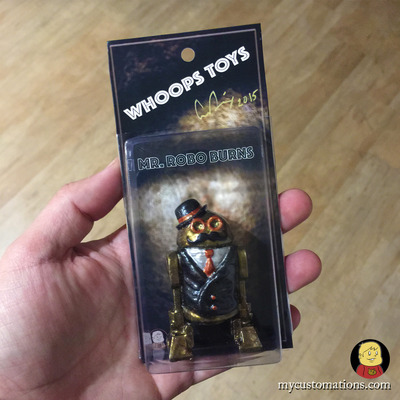 WHOOPS TOYS
2015
MR. ROBO BURNS
mycustomations.com